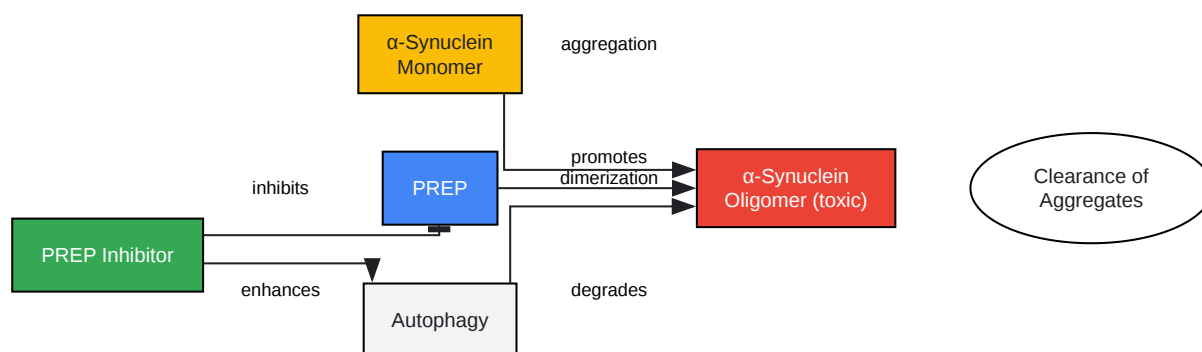 α-Synuclein
Monomer
aggregation
PREP
inhibits
promotes
dimerization
α-Synuclein
Oligomer (toxic)
Clearance of
Aggregates
PREP Inhibitor
enhances
Autophagy
degrades